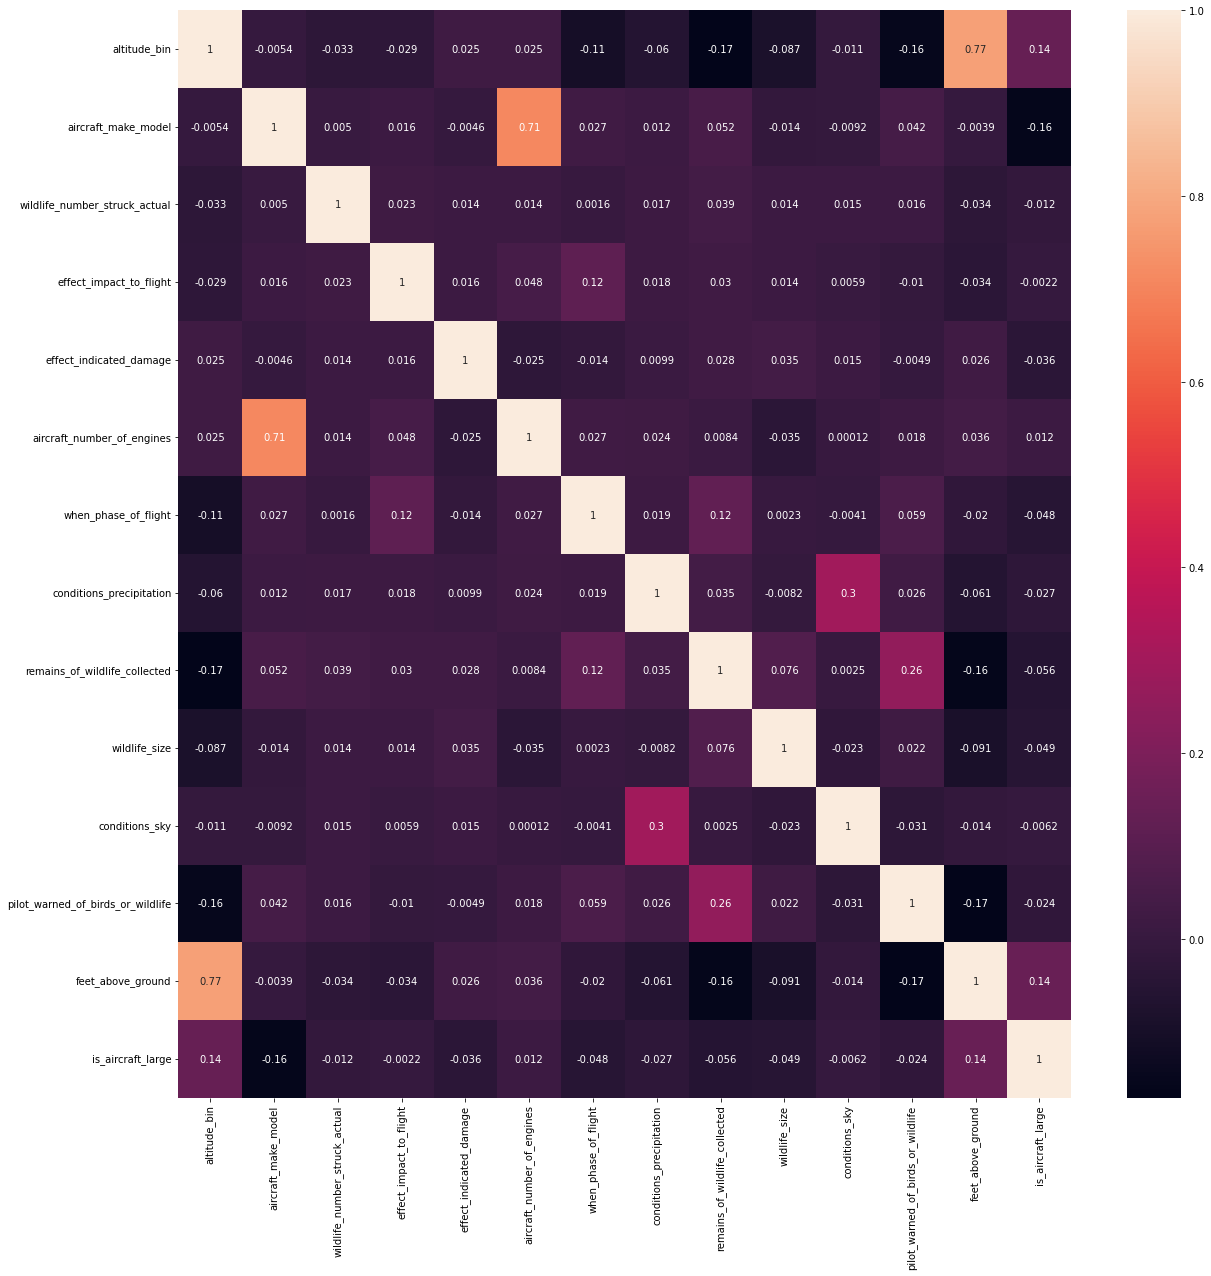 altitude_bin 1 -0.0054 -0.033 -0.029 0.025 0.025 -0.11 -0.06 -0.17 -0.087 -0.011 -0.16 0.77 0.14
aircraft_make_model -0.0054 1 0.005 0.016 -0.0046 0.71 0.027 0.012 0.052 -0.014 -0.0092 0.042 -0.0039 -0.16
wildlife_number_struck_actual -0.033 0.005 1 0.023 0.014 0.014 0.0016 0.017 0.039 0.014 0.015 0.016 -0.034 -0.012
effect_impact_to_flight -0.029 0.016 0.023 1 0.016 0.048 0.12 0.018 0.03 0.014 0.0059 -0.01 -0.034 -0.0022
effect_indicated_damage 0.025 -0.0046 0.014 0.016 1 -0.025 -0.014 0.0099 0.028 0.035 0.015 -0.0049 0.026 -0.036
aircraft_number_of_engines 0.025 0.71 0.014 0.048 -0.025 1 0.027 0.024 0.0084 -0.035 0.00012 0.018 0.036 0.012
when_phase_of_flight -0.11 0.027 0.0016 0.12 -0.014 0.027 1 0.019 0.12 0.0023 -0.0041 0.059 -0.02 -0.048
conditions_precipitation -0.06 0.012 0.017 0.018 0.0099 0.024 0.019 1 0.035 -0.0082 0.3 0.026 -0.061 -0.027
remains_of_wildlife_collected -0.17 0.052 0.039 0.03 0.028 0.0084 0.12 0.035 1 0.076 0.0025 0.26 -0.16 -0.056
wildlife_size -0.087 -0.014 0.014 0.014 0.035 -0.035 0.0023 -0.0082 0.076 1 -0.023 0.022 -0.091 -0.049
conditions_sky -0.011 -0.0092 0.015 0.0059 0.015 0.00012 -0.0041 0.3 0.0025 -0.023 1 -0.031 -0.014 -0.0062
pilot_warned_of_birds_or_wildlife -0.16 0.042 0.016 -0.01 -0.0049 0.018 0.059 0.026 0.26 0.022 -0.031 1 -0.17 -0.024
feet_above_ground 0.77 -0.0039 -0.034 -0.034 0.026 0.036 -0.02 -0.061 -0.16 -0.091 -0.014 -0.17 1 0.14
is_aircraft_large 0.14 -0.16 -0.012 -0.0022 -0.036 0.012 -0.048 -0.027 -0.056 -0.049 -0.0062 -0.024 0.14 1
altitude_bin
aircraft_make_model
wildlife_number_struck_actual
effect_impact_to_flight
effect_indicated_damage
aircraft_number_of_engines
when_phase_of_flight
conditions_precipitation
remains_of_wildlife_collected
wildlife_size
conditions_sky
pilot_warned_of_birds_or_wildlife
feet_above_ground
is_aircraft_large
1.0
0.8
0.6
0.4
0.2
0.0